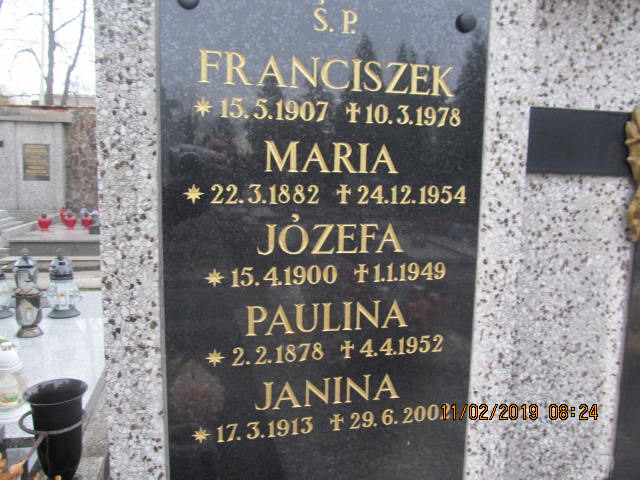 Ś.P.
FRANCISZEK
* 15.5.1907 ✝ 10.3.1978
MARIA
* 22.3.1882 ✝ 24.12.1954
JÓZEFA
* 15.4.1900 ✝ 1.1.1949
PAULINA
* 2.2.1878 ✝ 4.4.1952
JANINA
* 17.3.1913 ✝ 29.6.
11/02/2019 08:24